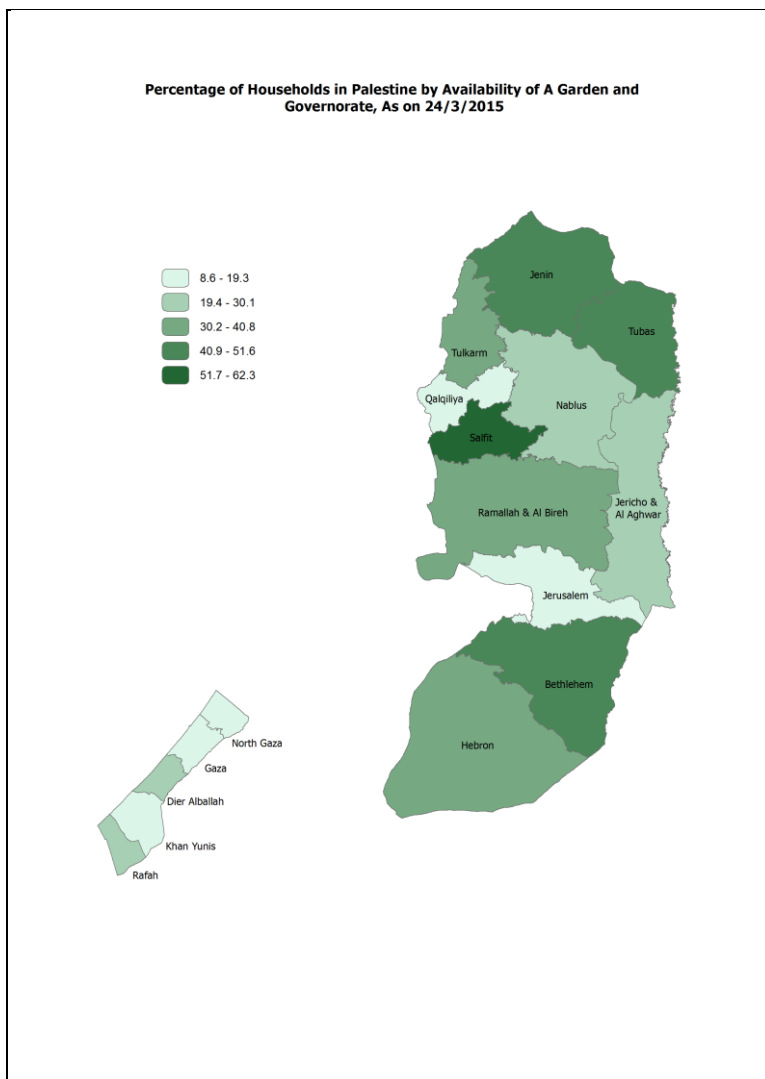 Percentage of Households in Palestine by Availability of A Garden and
Governorate, As on 24/3/2015
8.6 - 19.3
19.4 - 30.1
30.2 - 40.8
40.9 - 51.6
51.7 - 62.3
Jenin
Tubas
Tulkarm
Qalqiliya
Nablus
Salfit
Jericho &
Al Aghwar
Ramallah & Al Bireh
Jerusalem
Bethlehem
Hebron
North Gaza
Gaza
Dier Alballah
Khan Yunis
Rafah